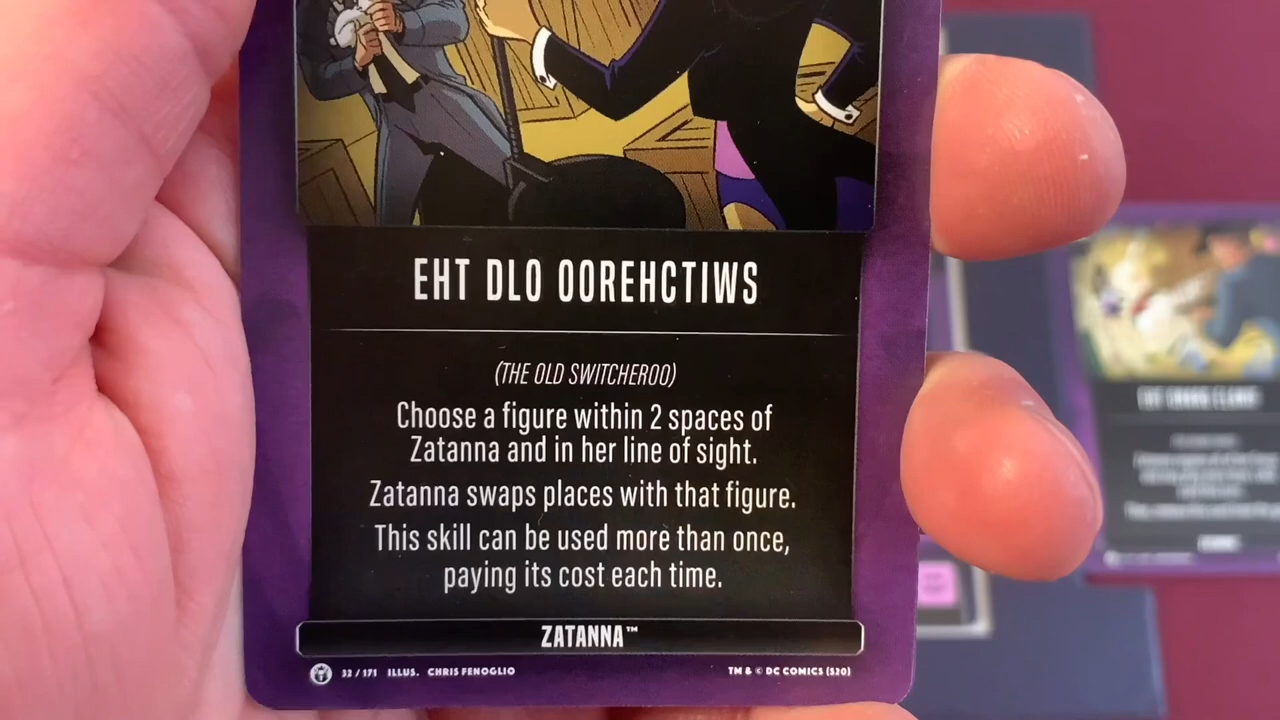 EHT DLO OOREHCTIWS
(THE OLD SWITCHEROO)
Choose a figure within 2 spaces of
Zatanna and in her line of sight.
Zatanna swaps places with that figure.
This skill can be used more than once,
paying its cost each time.
ZATANNA™
32 / 171 ILLUS. CHRIS FENOGLIO
TM & © DC COMICS (S20)